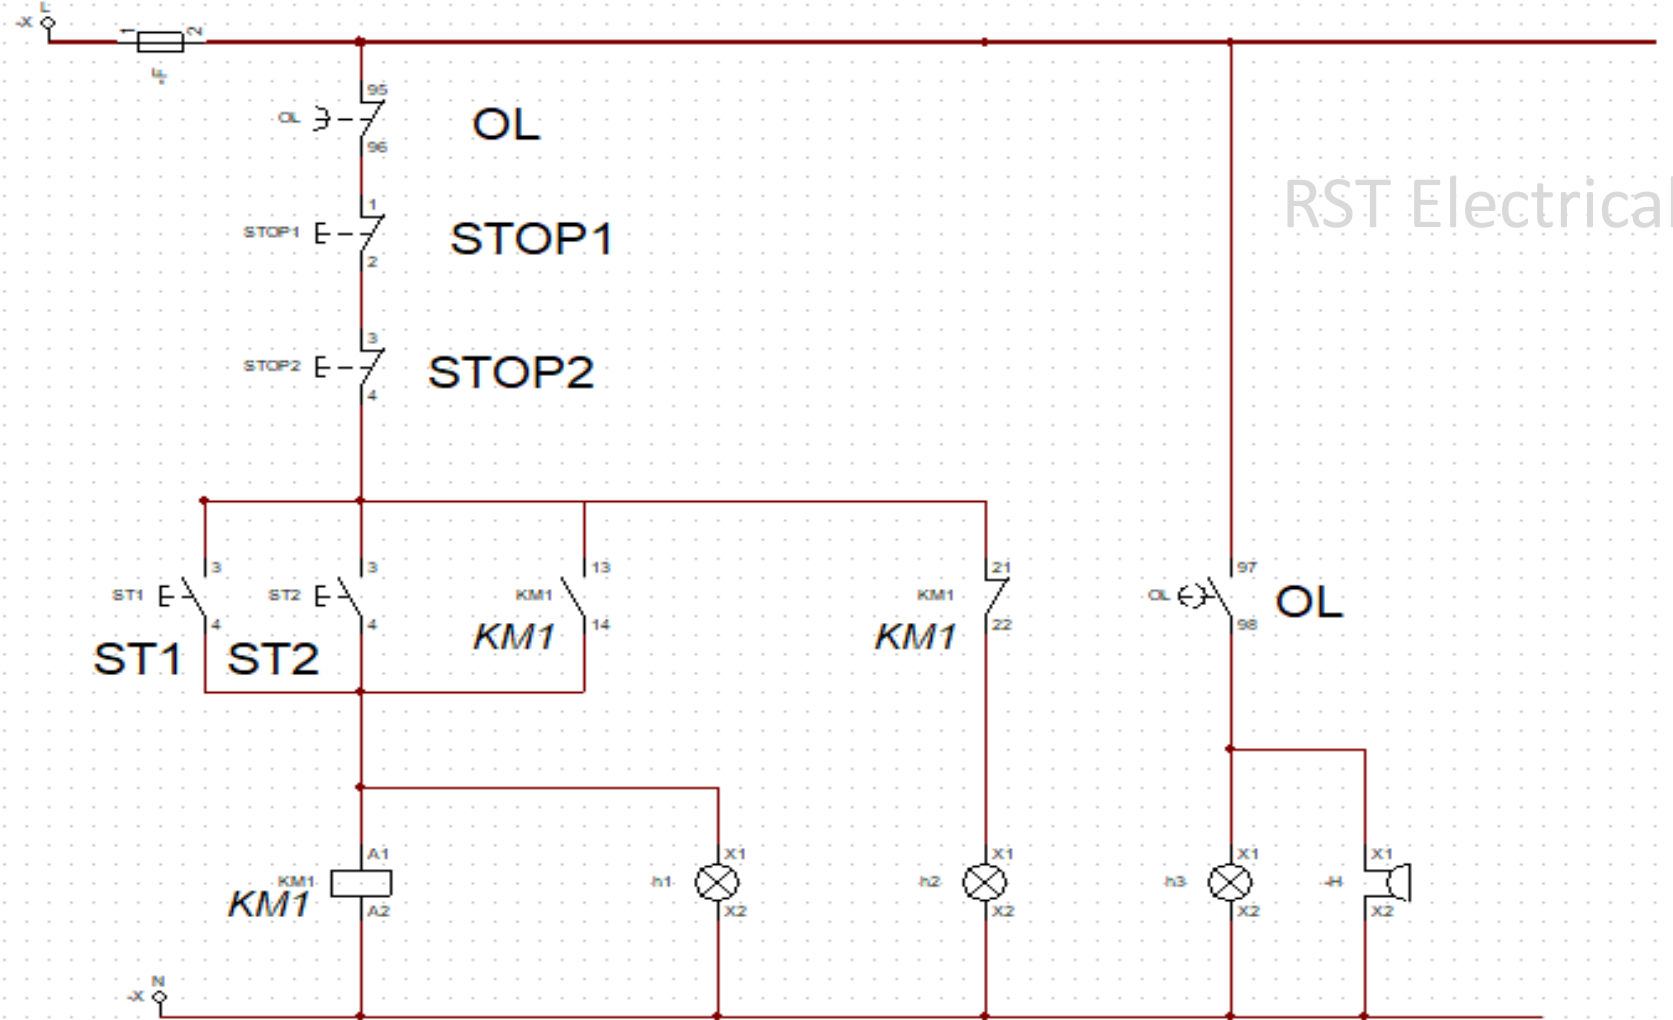 L
-X
1
2
95
OL
OL
96
RST Electrica
1
STOP1
STOP1
2
3
STOP2
STOP2
4
3
3
13
21
97
ST1
ST2
KM1
KM1
OL
OL
4
4
14
22
98
KM1
KM1
ST1
ST2
A1
X1
X1
X1
X1
KM1
h1
h2
h3
-H
KM1
A2
X2
X2
X2
X2
N
-X